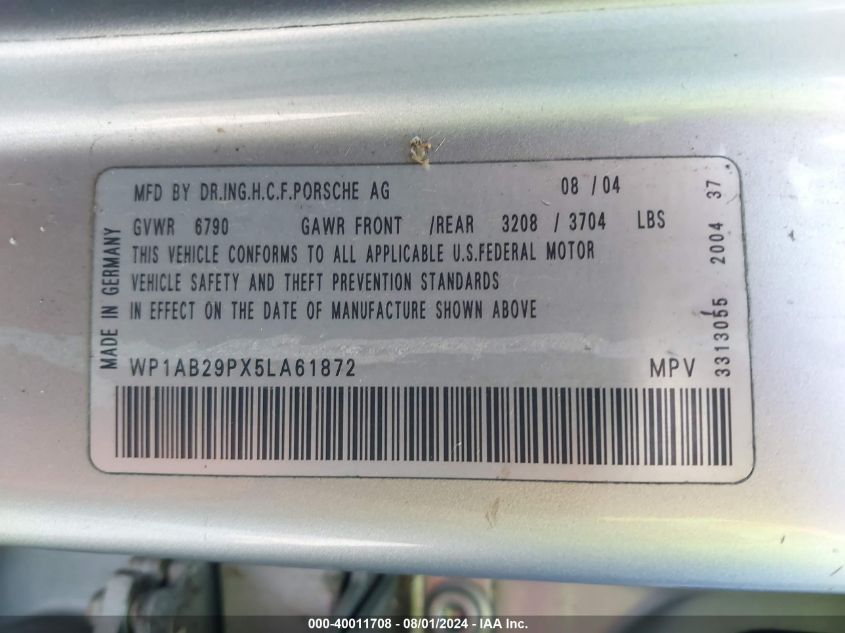 MFD BY DR.ING.H.C.F.PORSCHE AG 08 /04
GVWR 6790 GAWR FRONT /REAR 3208 / 3704 LBS
THIS VEHICLE CONFORMS TO ALL APPLICABLE U.S.FEDERAL MOTOR
VEHICLE SAFETY AND THEFT PREVENTION STANDARDS
IN EFFECT ON THE DATE OF MANUFACTURE SHOWN ABOVE
WP1AB29PX5LA61872 MPV
MADE IN GERMANY
3313055 2004 37
000-40011708 - 08/01/2024 - IAA Inc.